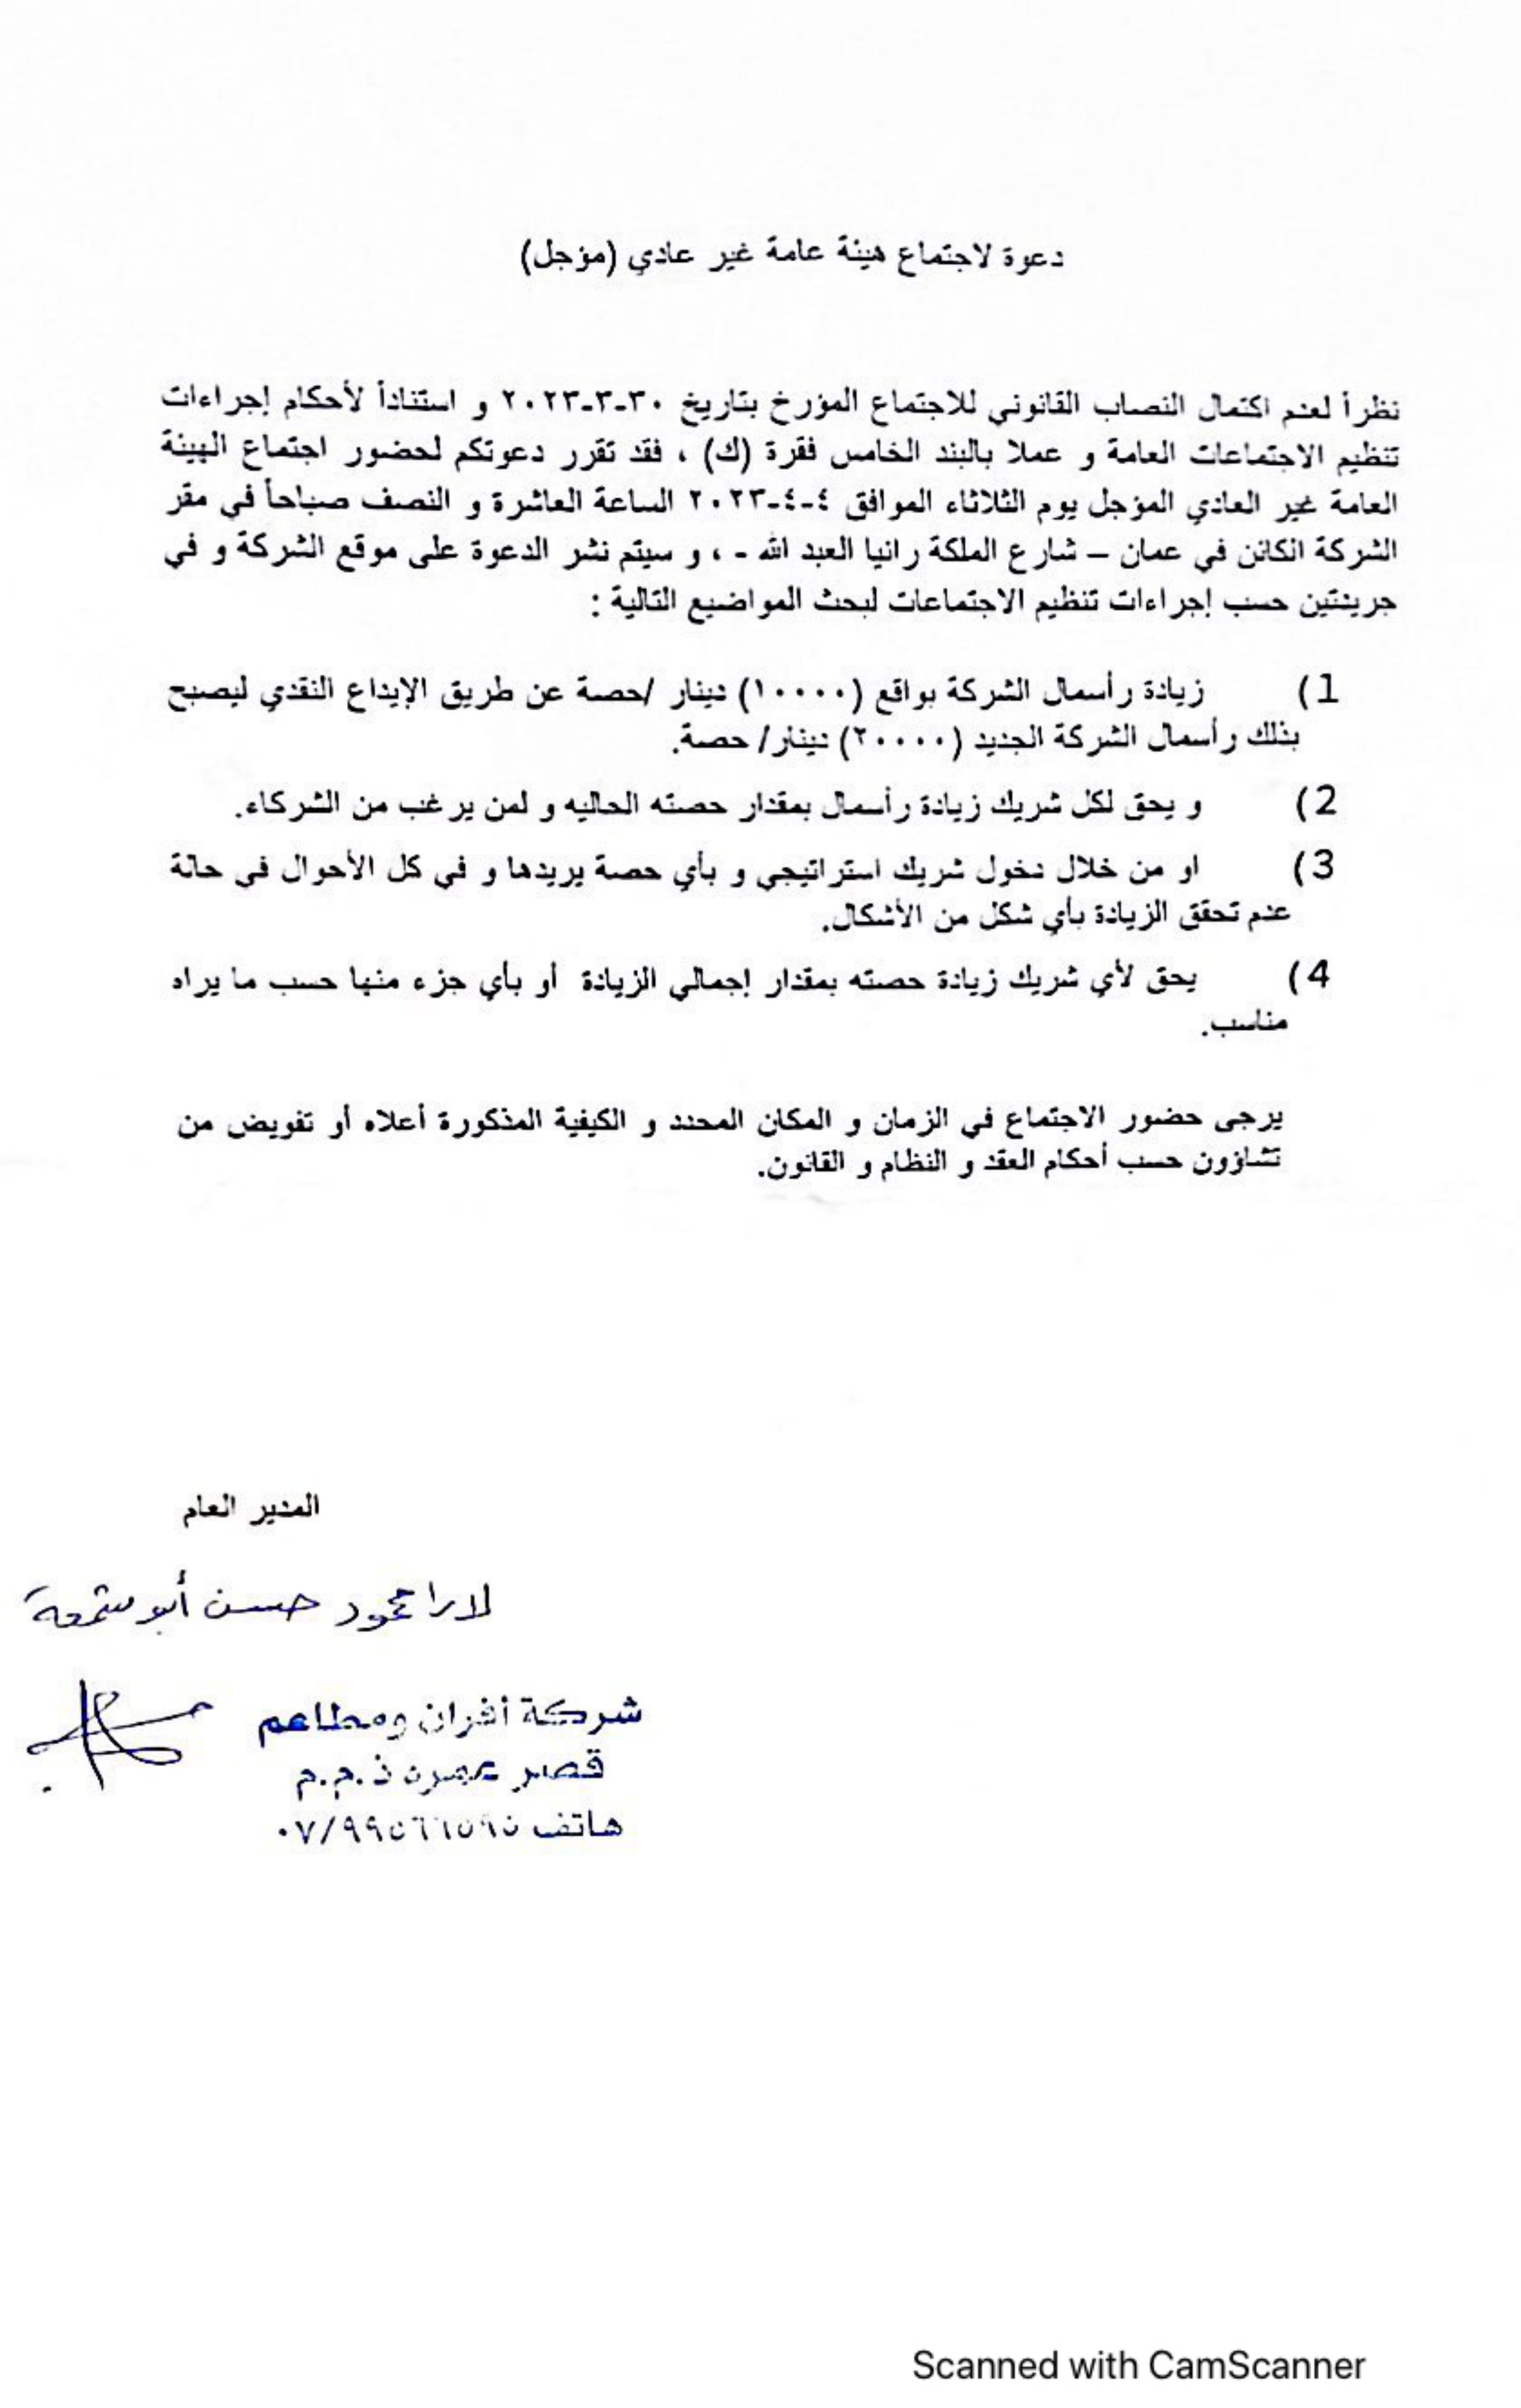 دعوة لاجتماع هيئة عامة غير عادي (مؤجل)
نظراً لعدم اكتمال النصاب القانوني للاجتماع المؤرخ بتاريخ ٣٠-٣-٢٠٢٣ و استناداً لأحكام إجراءات
تنظيم الاجتماعات العامة و عملا بالبند الخامس فقرة (ك) ، فقد تقرر دعوتكم لحضور اجتماع الهيئة
العامة غير العادي المؤجل يوم الثلاثاء الموافق ٤-٤-٢٠٢٣ الساعة العاشرة و النصف صباحاً في مقر
الشركة الكائن في عمان – شارع الملكة رانيا العبد الله - ، و سيتم نشر الدعوة على موقع الشركة و في
جريدتين حسب إجراءات تنظيم الاجتماعات لبحث المواضيع التالية :
1) زيادة رأسمال الشركة بواقع (١٠٠٠٠) دينار /حصة عن طريق الإيداع النقدي ليصبح
بذلك رأسمال الشركة الجديد (٢٠٠٠٠) دينار/ حصة.
2) و يحق لكل شريك زيادة رأسمال بمقدار حصته الحاليه و لمن يرغب من الشركاء.
3) او من خلال دخول شريك استراتيجي و بأي حصة يريدها و في كل الأحوال في حالة
عدم تحقق الزيادة بأي شكل من الأشكال.
4) يحق لأي شريك زيادة حصته بمقدار إجمالي الزيادة أو بأي جزء منها حسب ما يراه
مناسب.
يرجى حضور الاجتماع في الزمان و المكان المحدد و الكيفية المذكورة أعلاه أو تفويض من
تشاؤون حسب أحكام العقد و النظام و القانون.
المدير العام
لارا محمود حسن أبو شمعة
شركة أفران ومطاعم
قصر عمره ذ.م.م
هاتف ٠٧/٩٩٥٦٦٥٩٥
Scanned with CamScanner